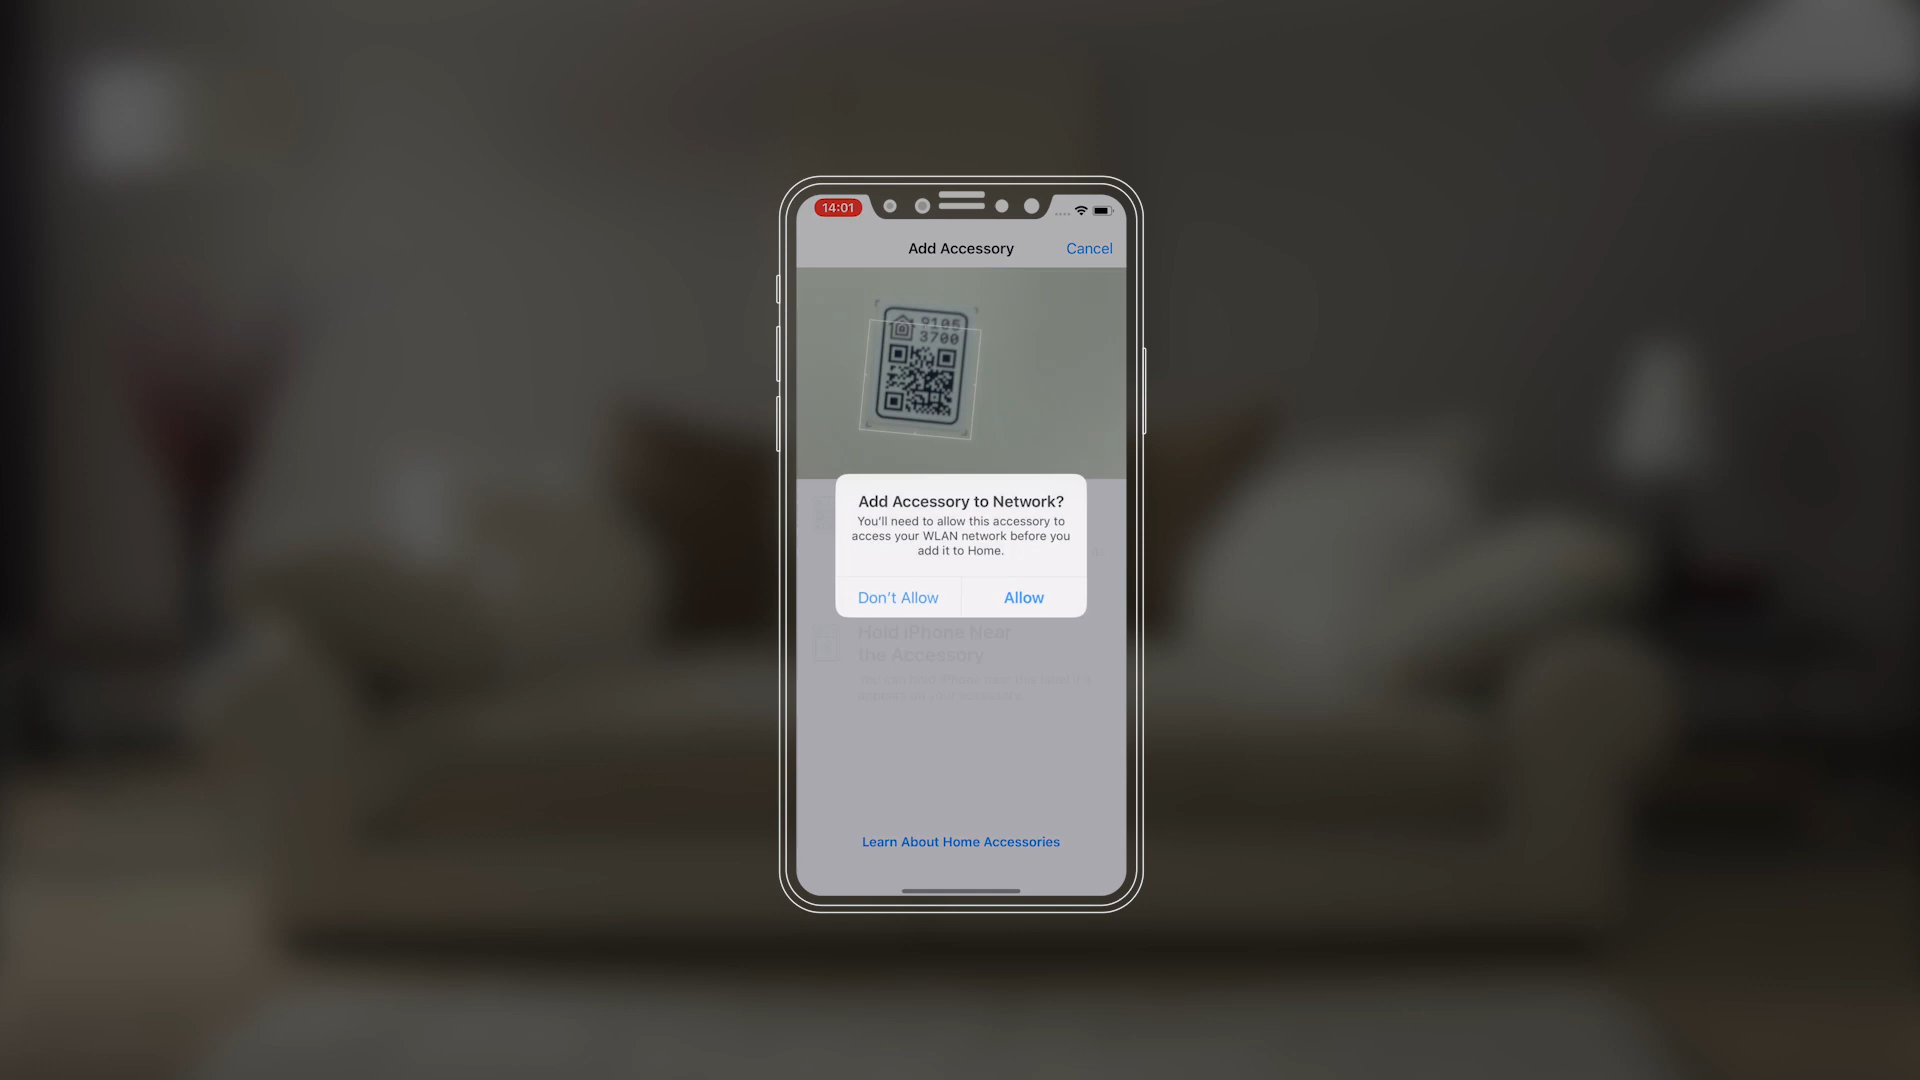 14:01
Add Accessory
Cancel
9105
3700
Add Accessory to Network?
You'll need to allow this accessory to
access your WLAN network before you
add it to Home.
Don't Allow
Allow
Hold iPhone Near
the Accessory
Learn About Home Accessories